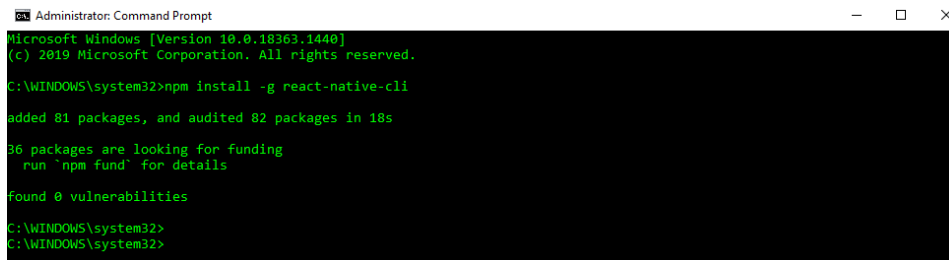 Administrator: Command Prompt
Microsoft Windows [Version 10.0.18363.1440]
(c) 2019 Microsoft Corporation. All rights reserved.
C:\WINDOWS\system32>npm install -g react-native-cli
added 81 packages, and audited 82 packages in 18s
36 packages are looking for funding
  run `npm fund` for details
found 0 vulnerabilities
C:\WINDOWS\system32>
C:\WINDOWS\system32>